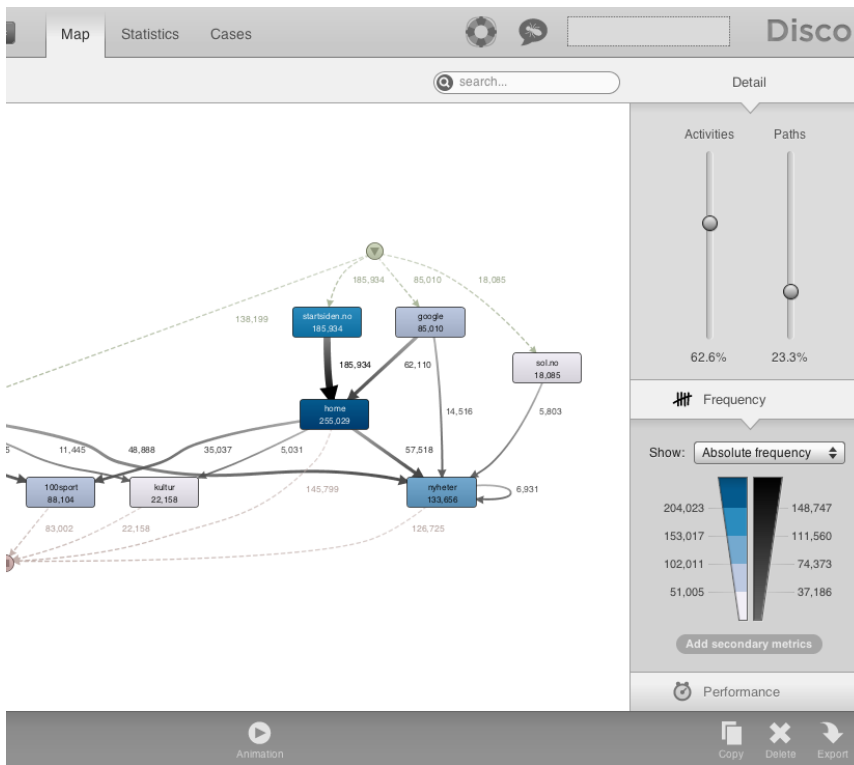 Map Statistics Cases Disco
search... Detail
Activities Paths
185,934 85,010 18,085
138,199
startsiden.no
185,934
google
85,010
62.6% 23.3%
sol.no
18,085
185,934 62,110
Frequency
home
255,029
14,516 5,803
11,445 48,888 35,037 5,031 57,518
Show: Absolute frequency
100sport
88,104
kultur
22,158
145,799
nyheter
133,656
6,931
204,023 148,747
83,002 22,158 126,725
153,017 111,560
102,011 74,373
51,005 37,186
Add secondary metrics
Performance
Animation Copy Delete Export